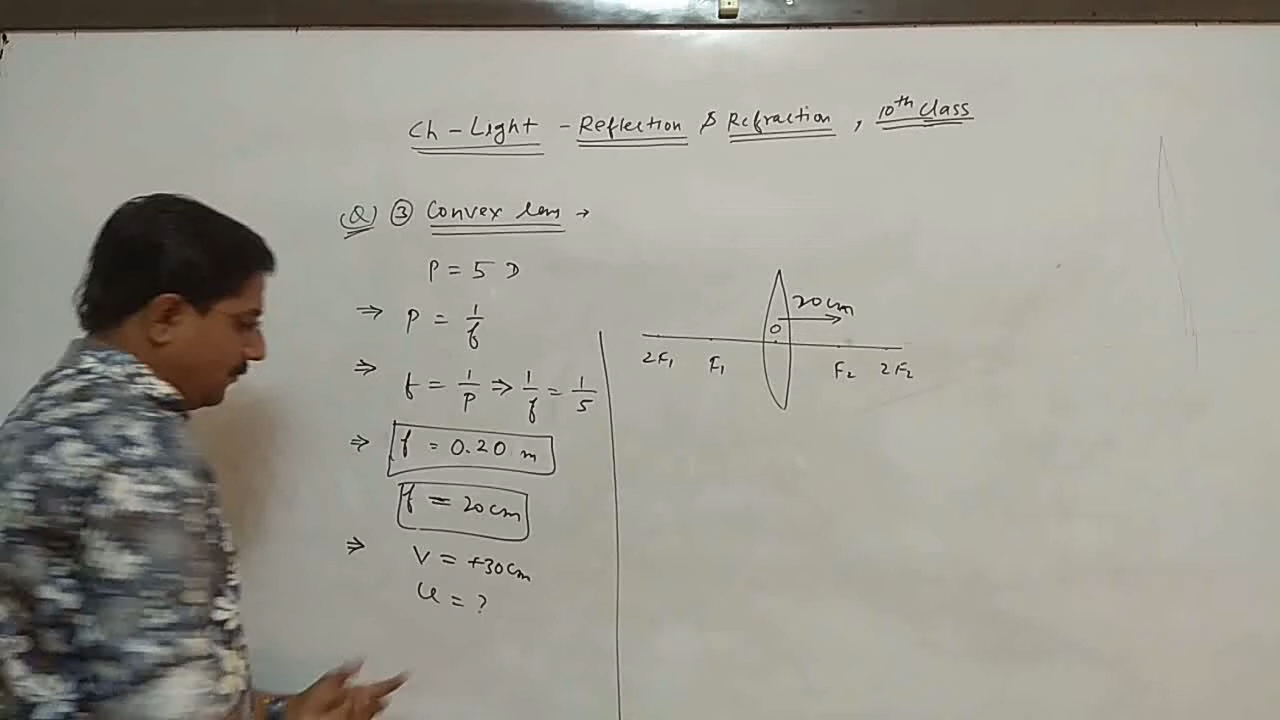 Ch - Light - Reflection & Refraction, 10th Class
(Q) ③ Convex lens →
P = 5 D
⇒ P = 1/f
⇒ f = 1/P ⇒ 1/f = 1/5
⇒ f = 0.20 m
f = 20cm
⇒ V = +30cm
u = ?
20cm
O
2F₁ F₁ F₂ 2F₂